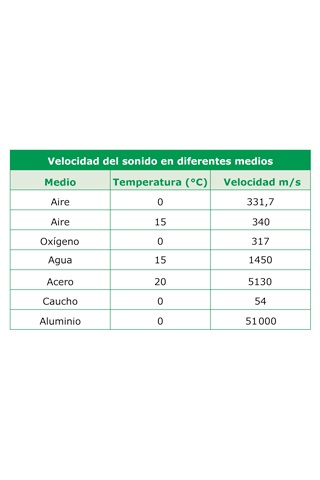 Velocidad del sonido en diferentes medios
Medio Temperatura (°C) Velocidad m/s
Aire 0 331,7
Aire 15 340
Oxígeno 0 317
Agua 15 1450
Acero 20 5130
Caucho 0 54
Aluminio 0 51000